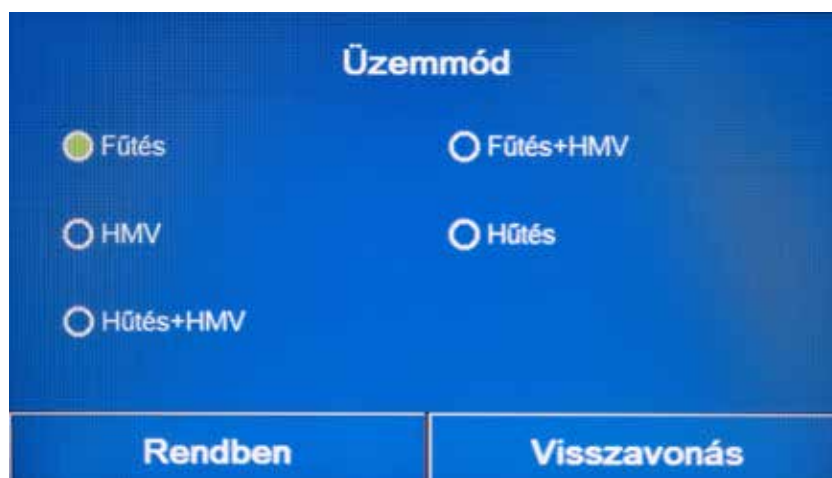 Üzemmód
Fűtés
Fűtés+HMV
HMV
Hűtés
Hűtés+HMV
Rendben
Visszavonás